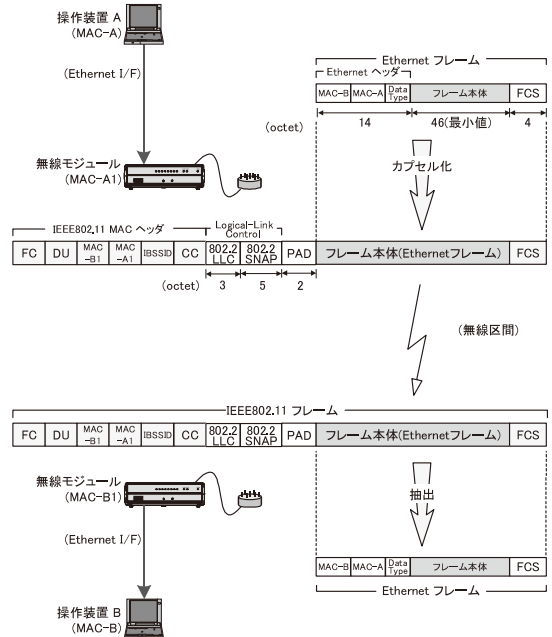 操作装置 A
(MAC-A)
(Ethernet I/F)
Ethernet フレーム
Ethernet ヘッダ
MAC-B MAC-A Data Type フレーム本体 FCS
(octet) 14 46(最小値) 4
カプセル化
無線モジュール
(MAC-A1)
IEEE802.11 MAC ヘッダ
Logical-Link
Control
FC DU MAC -B1 MAC -A1 IBSSID CC 802.2 LLC 802.2 SNAP PAD フレーム本体(Ethernetフレーム) FCS
(octet) 3 5 2
(無線区間)
IEEE802.11 フレーム
FC DU MAC -B1 MAC -A1 IBSSID CC 802.2 LLC 802.2 SNAP PAD フレーム本体(Ethernetフレーム) FCS
無線モジュール
(MAC-B1)
抽出
(Ethernet I/F)
MAC-B MAC-A Data Type フレーム本体 FCS
Ethernet フレーム
操作装置 B
(MAC-B)